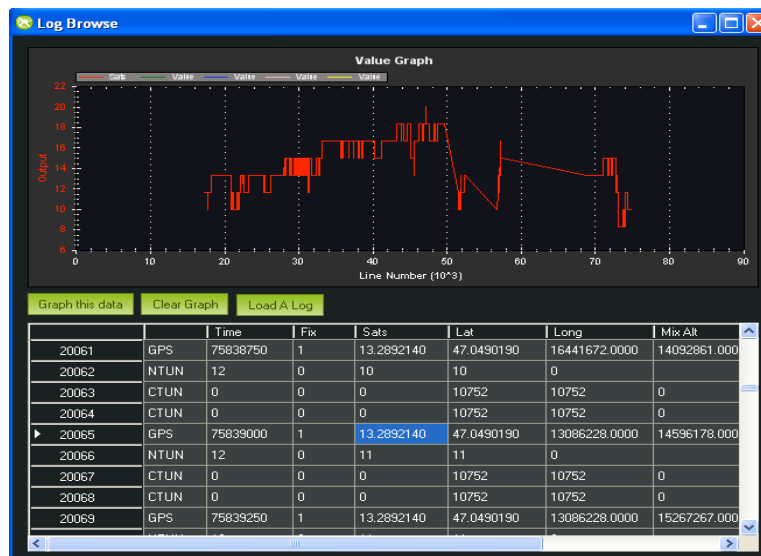 Log Browse
Value Graph
Sats Value Value Value Value
22
20
18
16
14
12
10
8
6
Output
0 10 20 30 40 50 60 70 80 90
Line Number (10^3)
Graph this data Clear Graph Load A Log
Time Fix Sats Lat Long Mix Alt
20061 GPS 75838750 1 13.2892140 47.0490190 16441672.0000 14092861.000
20062 NTUN 12 0 10 10 0
20063 CTUN 0 0 0 10752 10752 0
20064 CTUN 0 0 0 10752 10752 0
20065 GPS 75839000 1 13.2892140 47.0490190 13086228.0000 14596178.000
20066 NTUN 12 0 11 11 0
20067 CTUN 0 0 0 10752 10752 0
20068 CTUN 0 0 0 10752 10752 0
20069 GPS 75839250 1 13.2892140 47.0490190 13086228.0000 15267267.000